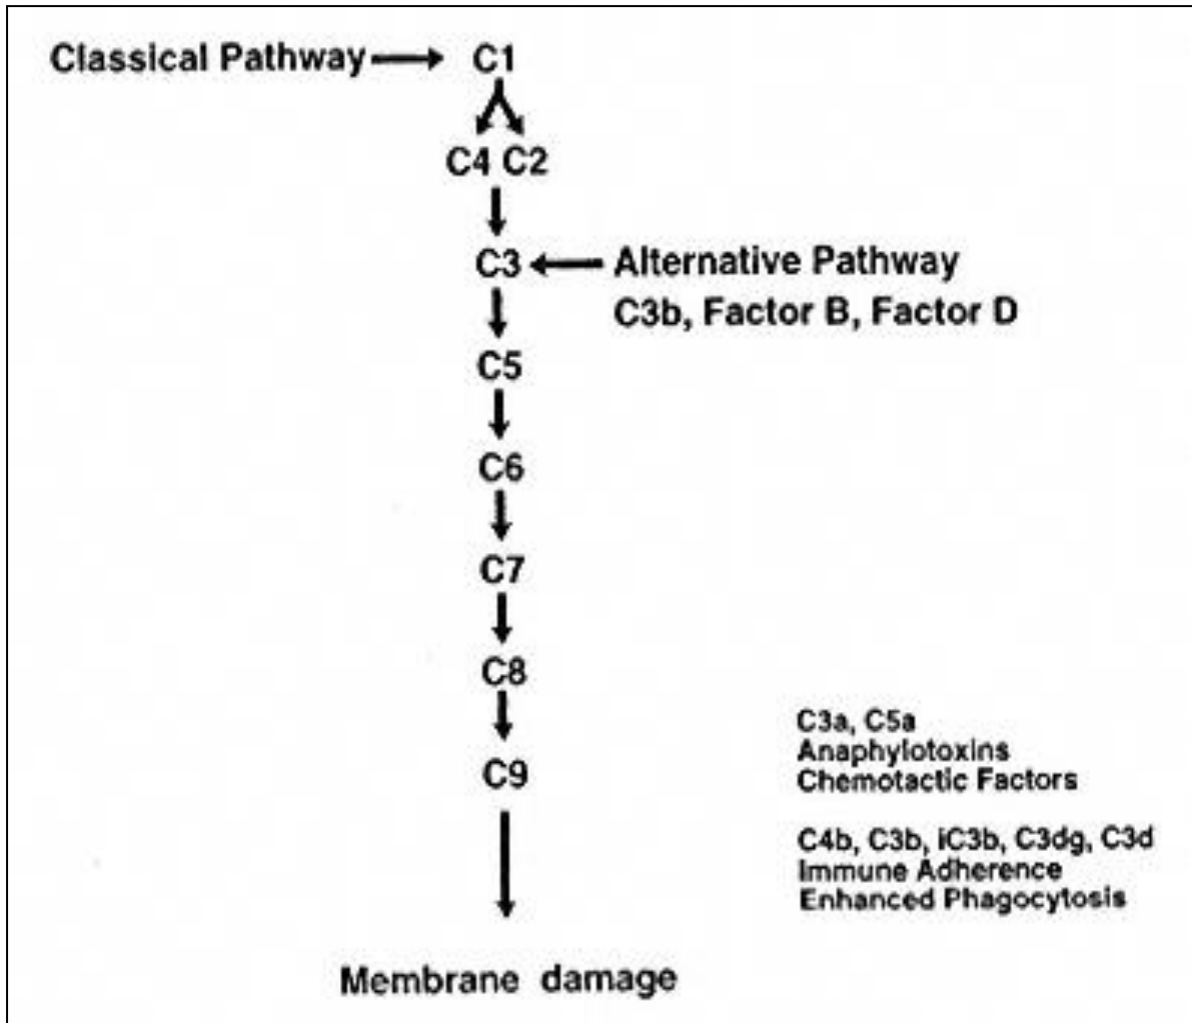 Classical Pathway C1
C4 C2
C3 Alternative Pathway
C3b, Factor B, Factor D
C5
C6
C7
C8
C9
C3a, C5a
Anaphylotoxins
Chemotactic Factors
C4b, C3b, iC3b, C3dg, C3d
Immune Adherence
Enhanced Phagocytosis
Membrane damage